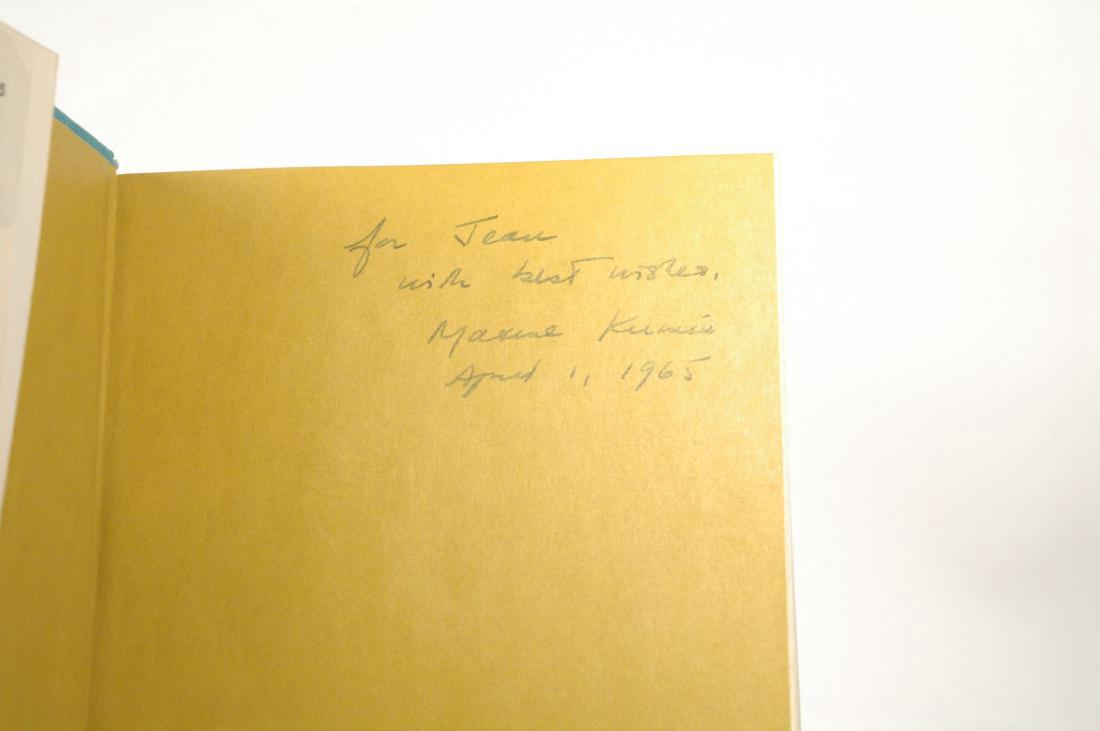 for Jean
with best wishes.
Maxine Kumin
April 1, 1965